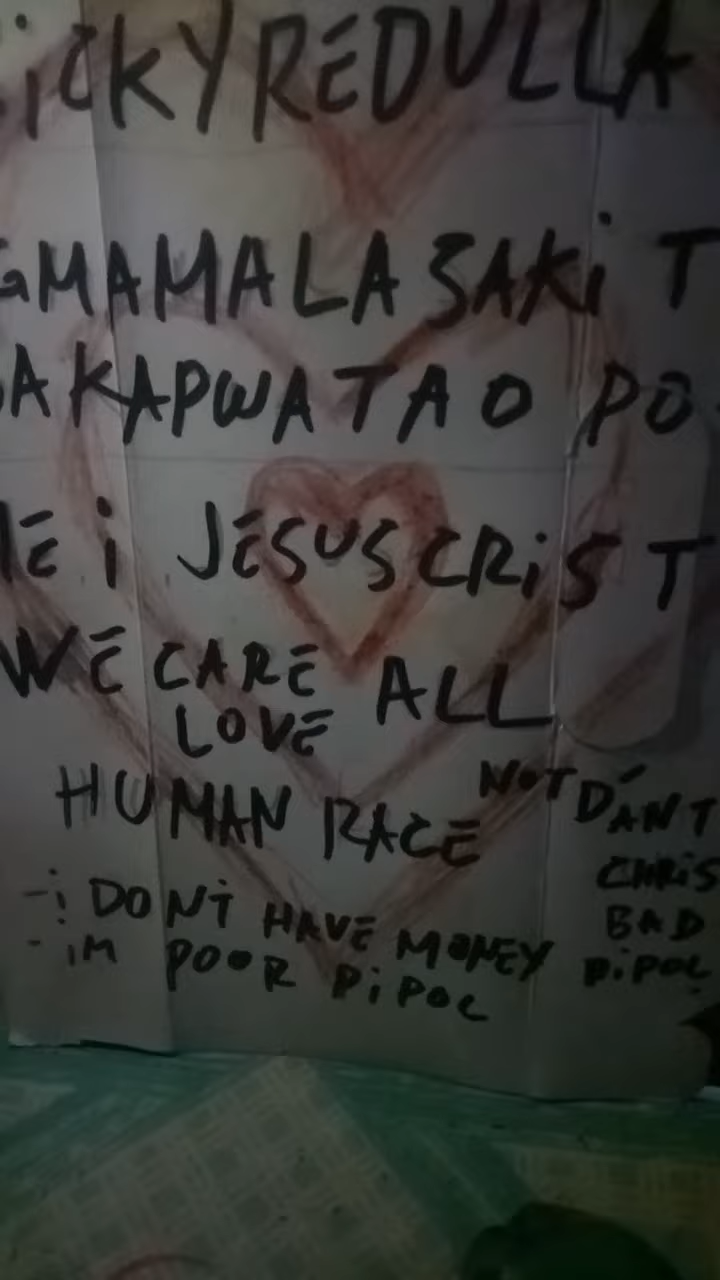 ickyREDULLA
GMAMALASAKi T
AKAPWATAO PO
E i JESUSCRiST
WE CARE ALL
LOVE
HUMAN RACE
NOT DÁNT
CHRiS
BAD
PiPOL
-i DONT HAVE MONEY
- iM POOR PiPOL